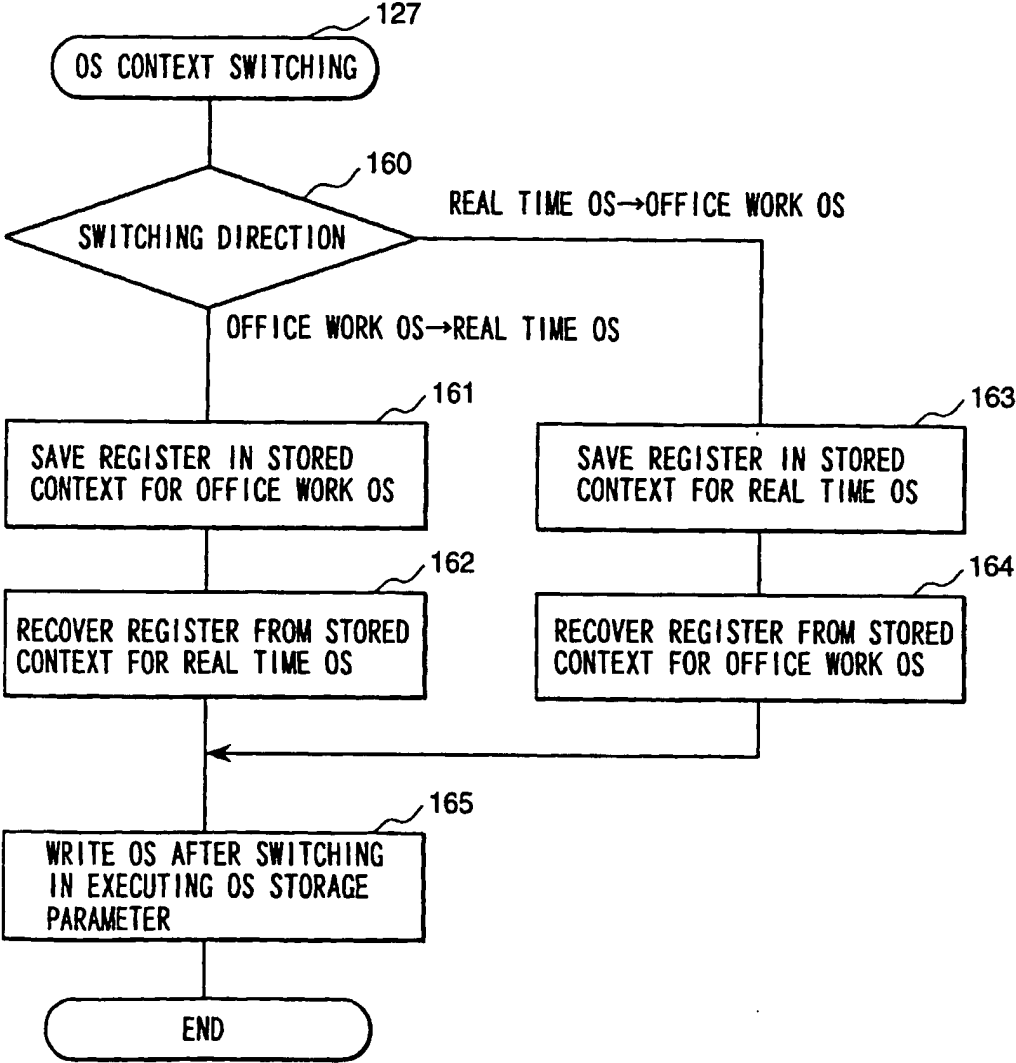 127
OS CONTEXT SWITCHING
160
REAL TIME OS→OFFICE WORK OS
SWITCHING DIRECTION
OFFICE WORK OS→REAL TIME OS
161
SAVE REGISTER IN STORED
CONTEXT FOR OFFICE WORK OS
163
SAVE REGISTER IN STORED
CONTEXT FOR REAL TIME OS
162
RECOVER REGISTER FROM STORED
CONTEXT FOR REAL TIME OS
164
RECOVER REGISTER FROM STORED
CONTEXT FOR OFFICE WORK OS
165
WRITE OS AFTER SWITCHING
IN EXECUTING OS STORAGE
PARAMETER
END